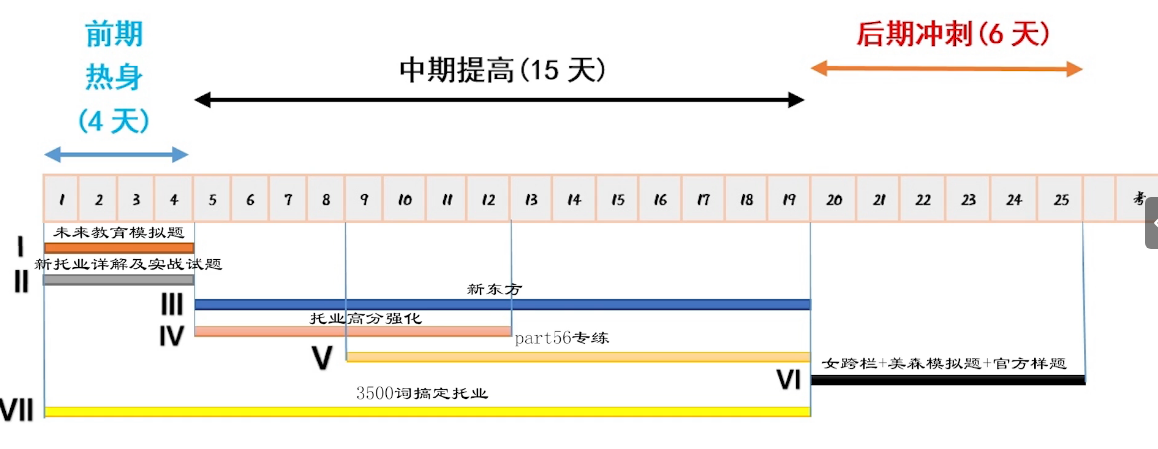 前期
热身
(4 天)
中期提高(15 天)
后期冲刺(6 天)
1 2 3 4 5 6 7 8 9 10 11 12 13 14 15 16 17 18 19 20 21 22 23 24 25 考
未来教育模拟题
I
新托业详解及实战试题
II
新东方
III
托业高分强化
IV
part56专练
V
女跨栏+美森模拟题+官方样题
VI
3500词搞定托业
VII